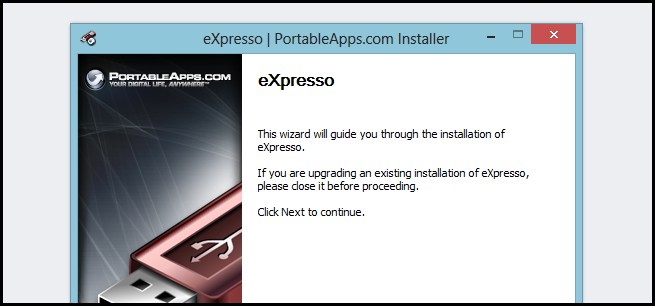 eXpresso | PortableApps.com Installer
PORTABLEAPPS.COM
YOUR DIGITAL LIFE, ANYWHERE™
eXpresso
This wizard will guide you through the installation of
eXpresso.
If you are upgrading an existing installation of eXpresso,
please close it before proceeding.
Click Next to continue.